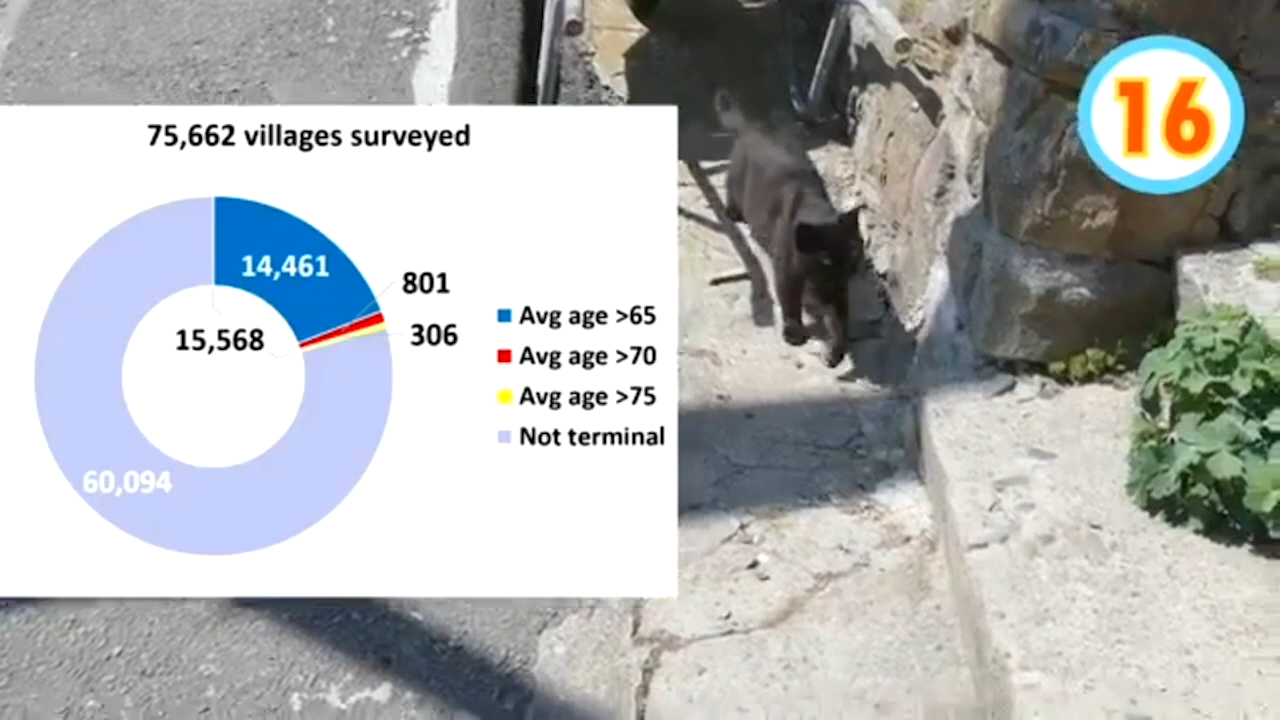 75,662 villages surveyed
16
14,461
801
15,568
306
60,094
Avg age >65
Avg age >70
Avg age >75
Not terminal